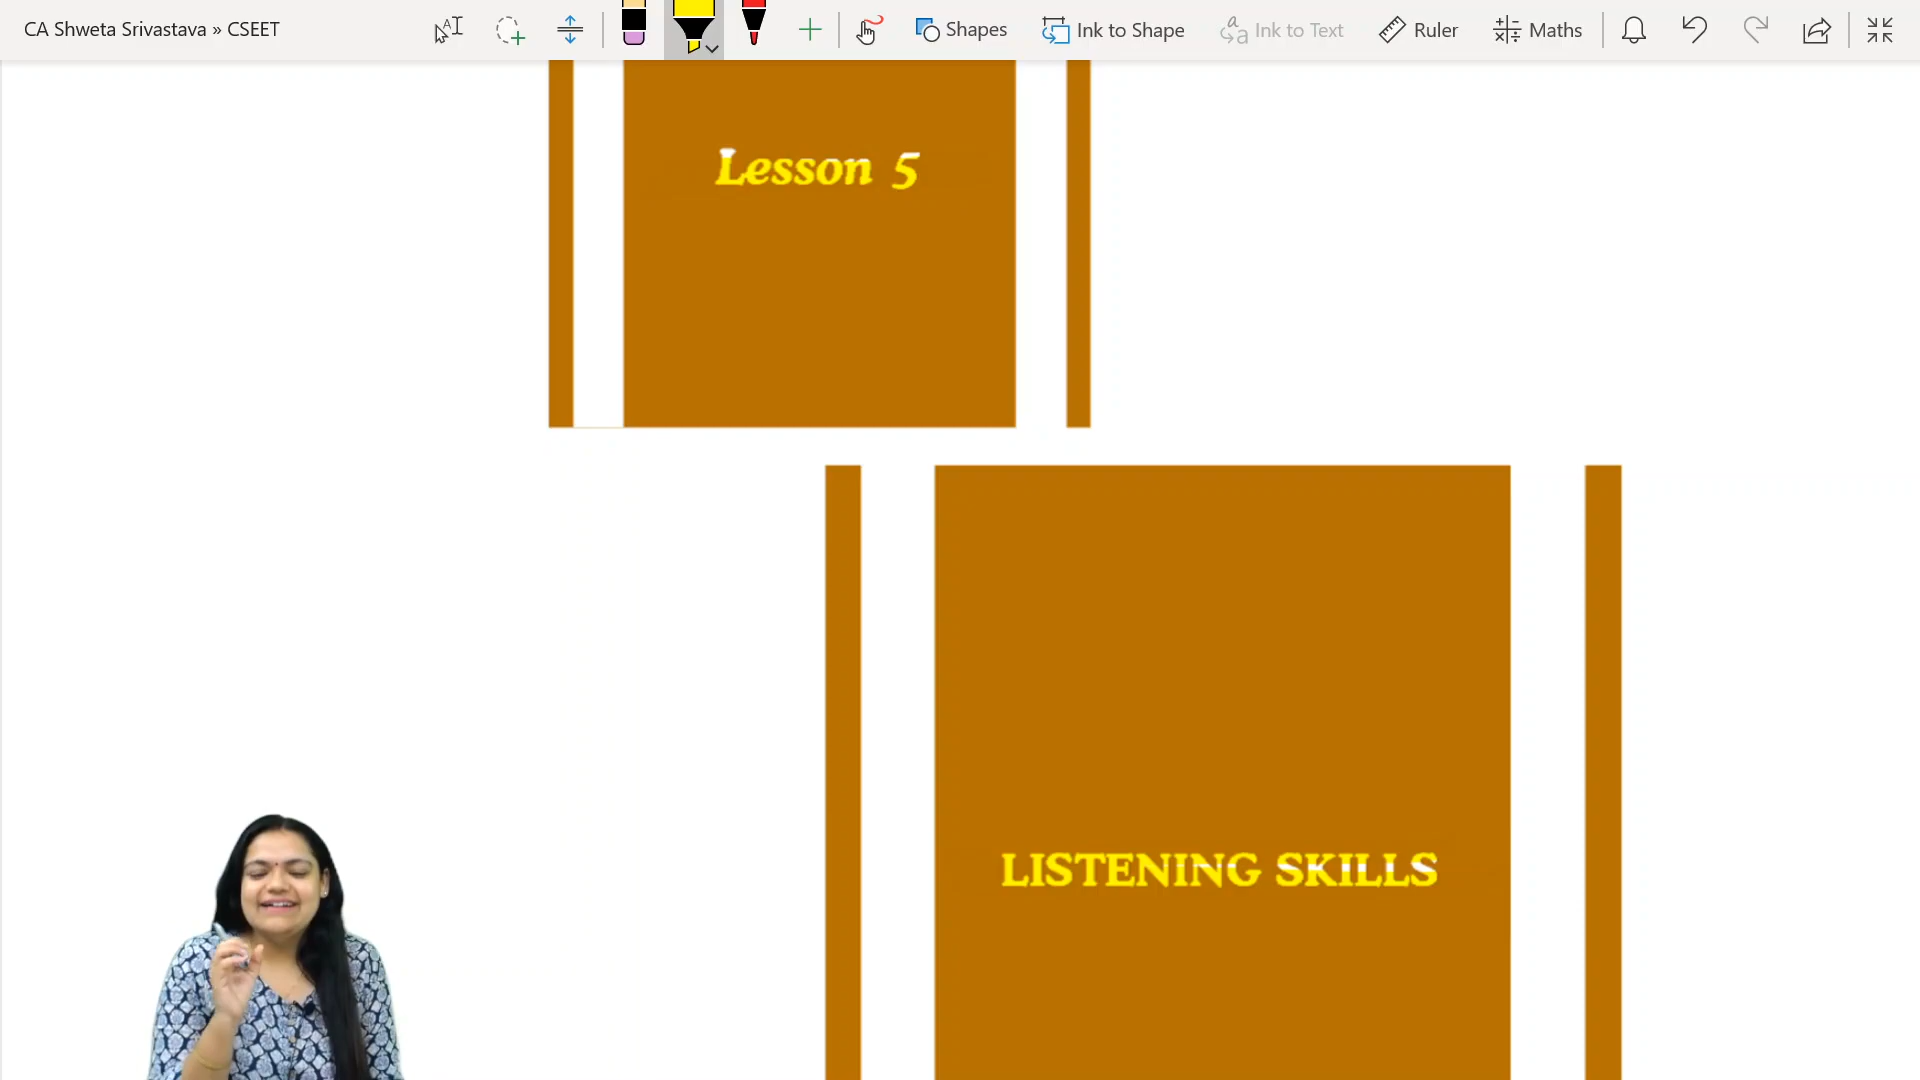 CA Shweta Srivastava » CSEET
Shapes
Ink to Shape
Ink to Text
Ruler
Maths
Lesson 5
LISTENING SKILLS